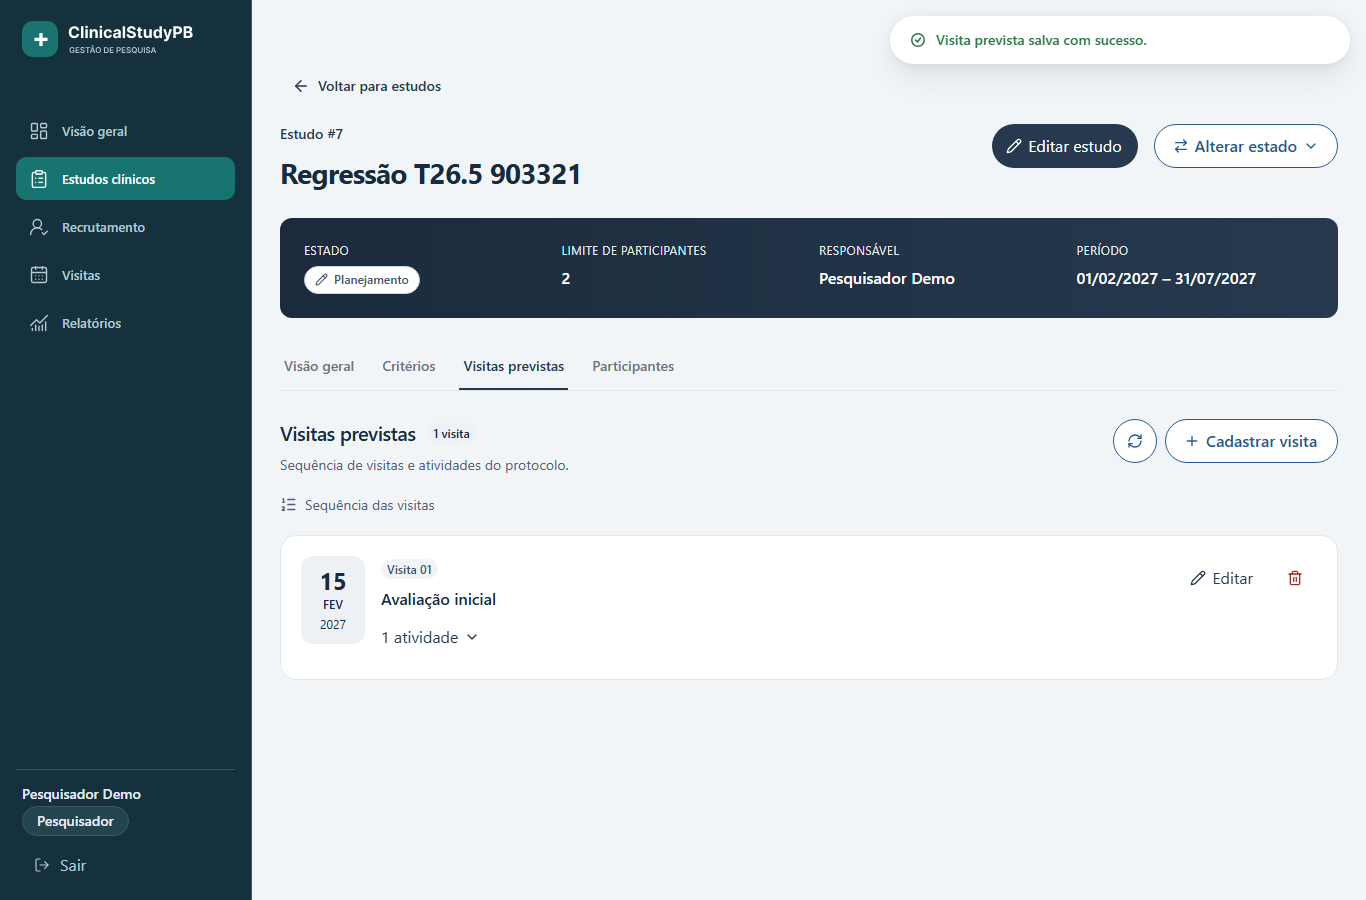 ClinicalStudyPB
GESTÃO DE PESQUISA
Visão geral
Estudos clínicos
Recrutamento
Visitas
Relatórios
Pesquisador Demo
Pesquisador
Sair
Visita prevista salva com sucesso.
Voltar para estudos
Estudo #7
Regressão T26.5 903321
Editar estudo
Alterar estado
ESTADO
Planejamento
LIMITE DE PARTICIPANTES
2
RESPONSÁVEL
Pesquisador Demo
PERÍODO
01/02/2027 – 31/07/2027
Visão geral
Critérios
Visitas previstas
Participantes
Visitas previstas
1 visita
Sequência de visitas e atividades do protocolo.
Cadastrar visita
Sequência das visitas
15
FEV
2027
Visita 01
Avaliação inicial
1 atividade
Editar